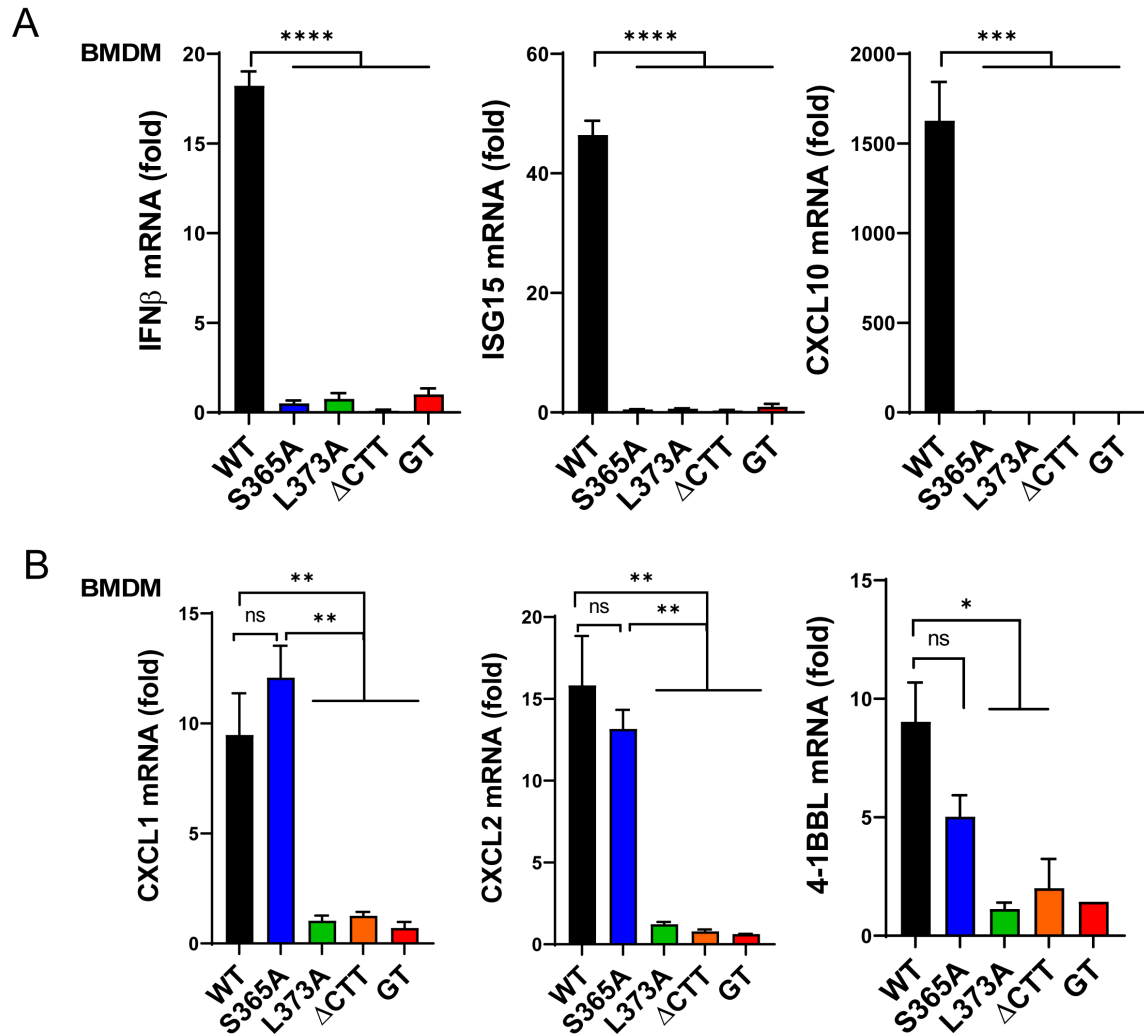 A
BMDM
IFNβ mRNA (fold)
20
15
10
5
0
****
WT
S365A
L373A
ΔCTT
GT
ISG15 mRNA (fold)
60
40
20
0
****
WT
S365A
L373A
ΔCTT
GT
CXCL10 mRNA (fold)
2000
1500
1000
500
0
***
WT
S365A
L373A
ΔCTT
GT
B
BMDM
CXCL1 mRNA (fold)
15
10
5
0
**
ns
**
WT
S365A
L373A
ΔCTT
GT
CXCL2 mRNA (fold)
20
15
10
5
0
**
ns
**
WT
S365A
L373A
ΔCTT
GT
4-1BBL mRNA (fold)
15
10
5
0
*
ns
WT
S365A
L373A
ΔCTT
GT